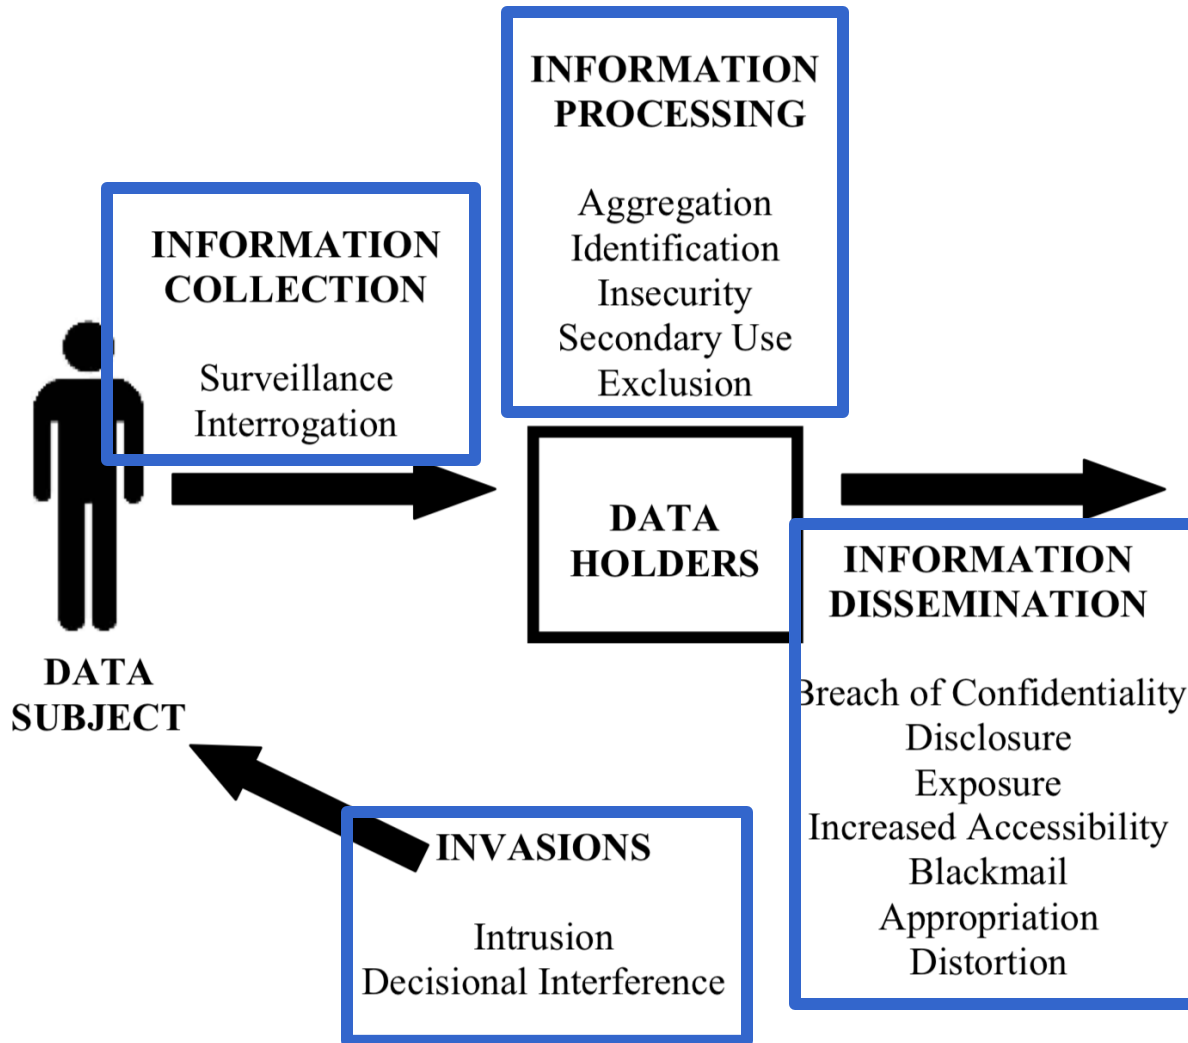 INFORMATION
PROCESSING
Aggregation
Identification
Insecurity
Secondary Use
Exclusion
INFORMATION
COLLECTION
Surveillance
Interrogation
DATA
HOLDERS
INFORMATION
DISSEMINATION
Breach of Confidentiality
Disclosure
Exposure
Increased Accessibility
Blackmail
Appropriation
Distortion
DATA
SUBJECT
INVASIONS
Intrusion
Decisional Interference